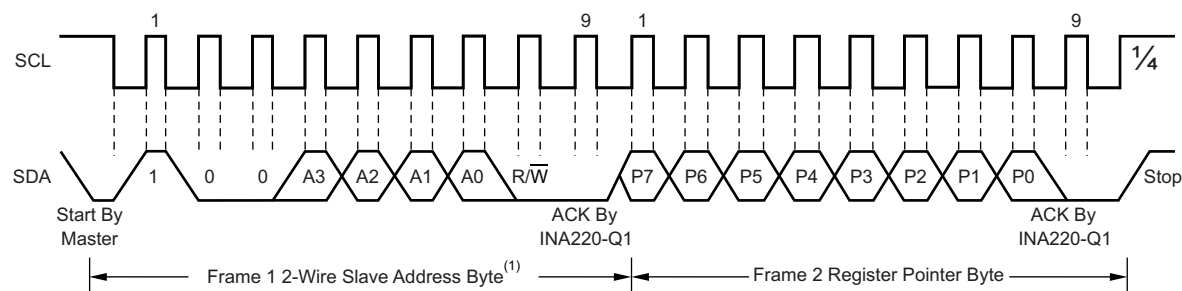 1 9 1 9
SCL ¼
SDA 1 0 0 A3 A2 A1 A0 R/W̅ P7 P6 P5 P4 P3 P2 P1 P0 Stop
Start By
Master
ACK By
INA220-Q1
ACK By
INA220-Q1
Frame 1 2-Wire Slave Address Byte(1)
Frame 2 Register Pointer Byte